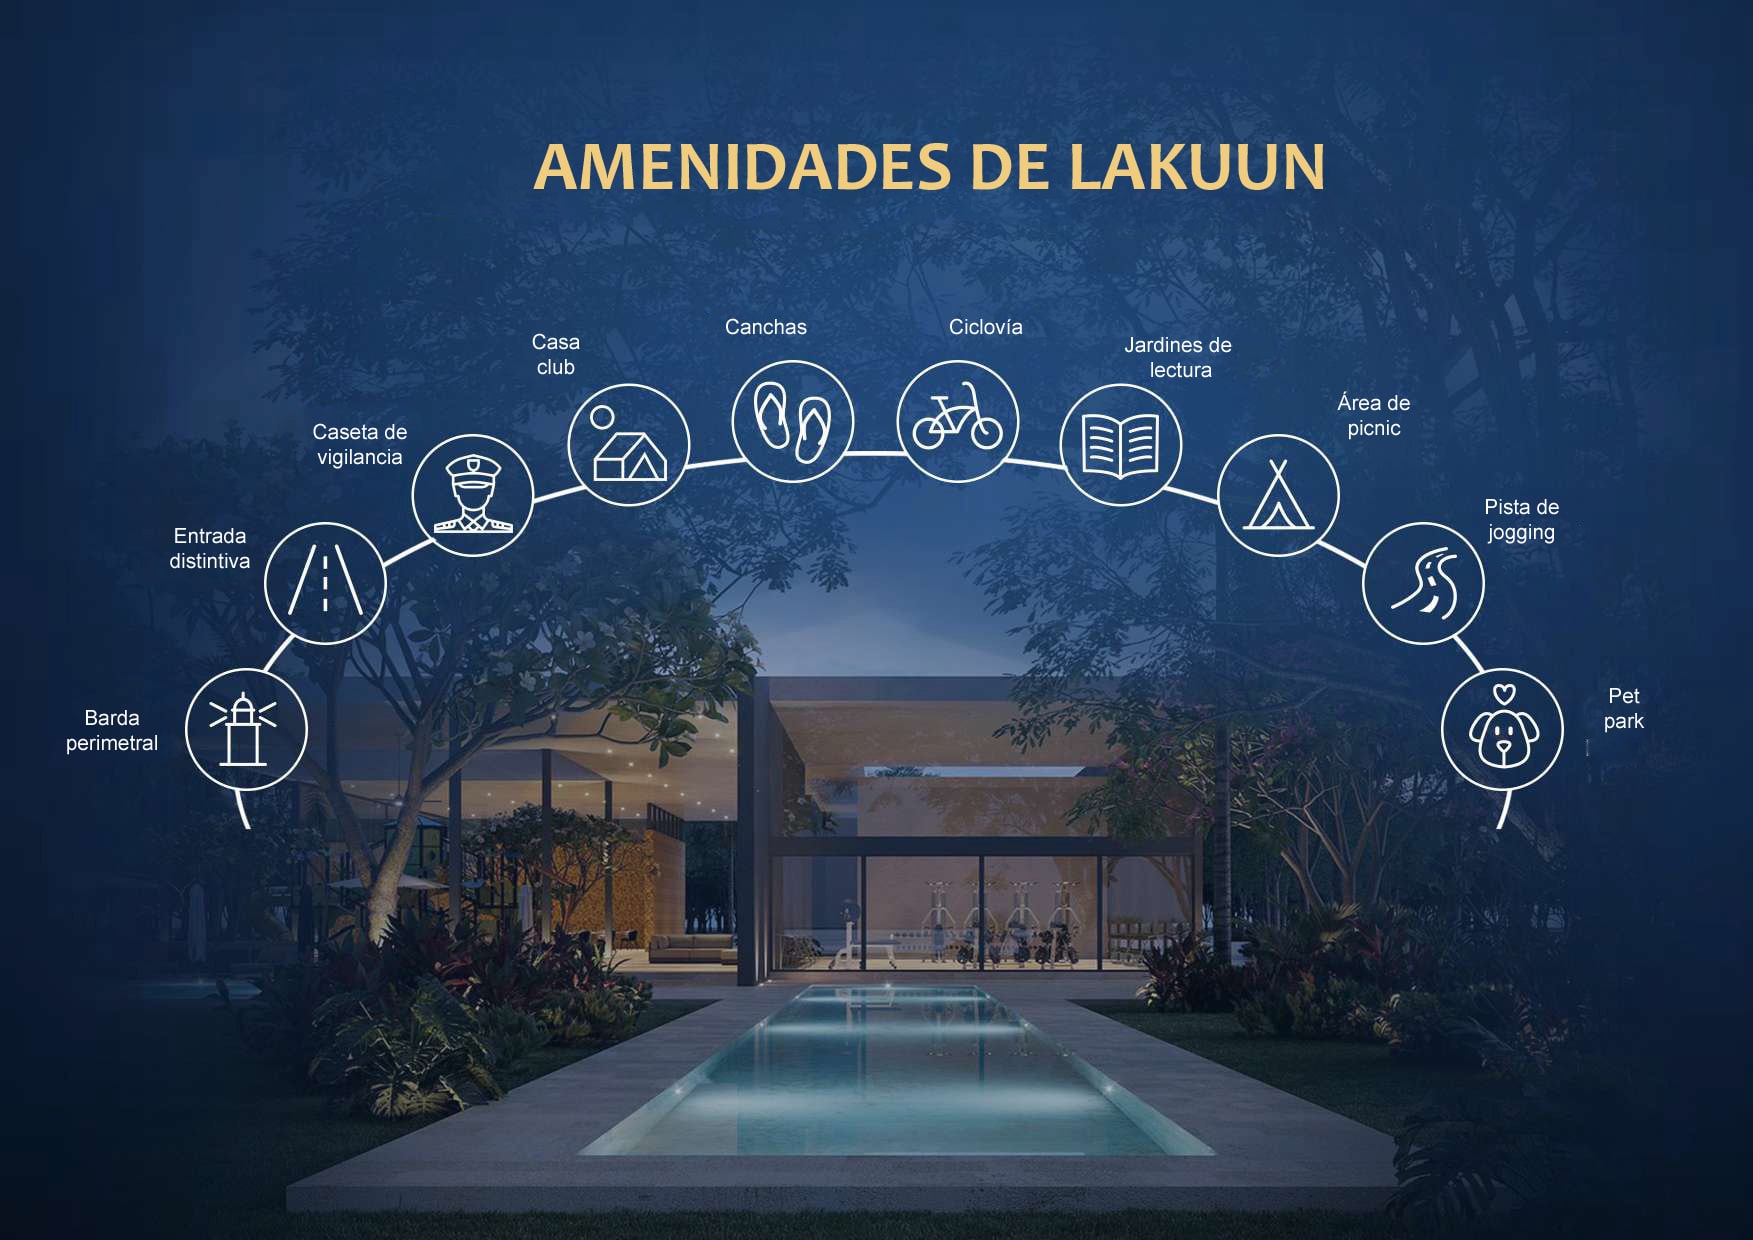 AMENIDADES DE LAKUUN
Barda
perimetral
Entrada
distintiva
Caseta de
vigilancia
Casa
club
Canchas
Ciclovía
Jardines de
lectura
Área de
picnic
Pista de
jogging
Pet
park